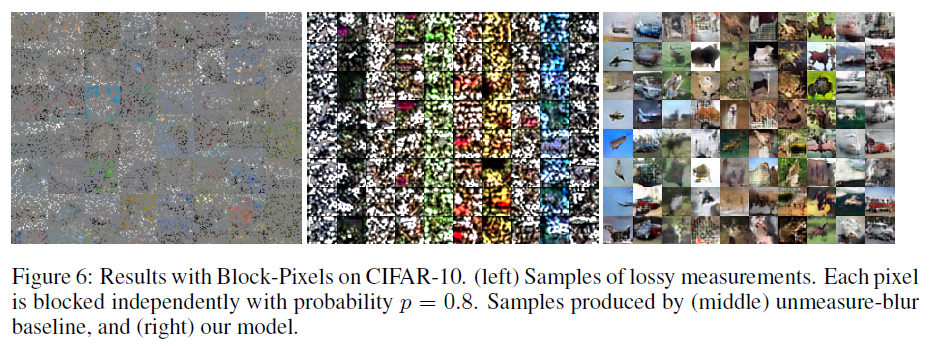 Figure 6: Results with Block-Pixels on CIFAR-10. (left) Samples of lossy measurements. Each pixel
is blocked independently with probability p = 0.8. Samples produced by (middle) unmeasure-blur
baseline, and (right) our model.